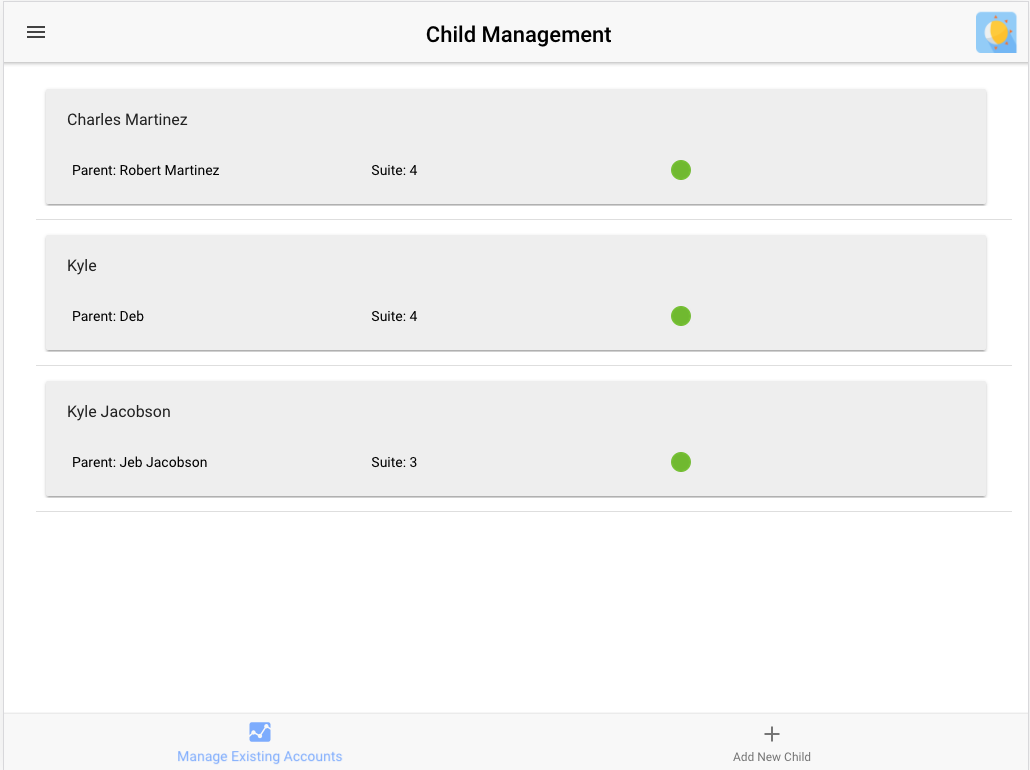 Child Management
Charles Martinez
Parent: Robert Martinez Suite: 4
Kyle
Parent: Deb Suite: 4
Kyle Jacobson
Parent: Jeb Jacobson Suite: 3
Manage Existing Accounts Add New Child